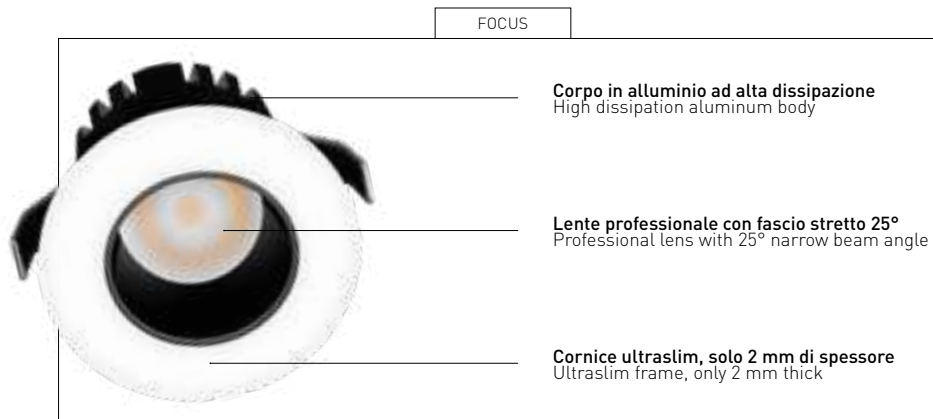 FOCUS
Corpo in alluminio ad alta dissipazione
High dissipation aluminum body
Lente professionale con fascio stretto 25°
Professional lens with 25° narrow beam angle
Cornice ultraslim, solo 2 mm di spessore
Ultraslim frame, only 2 mm thick